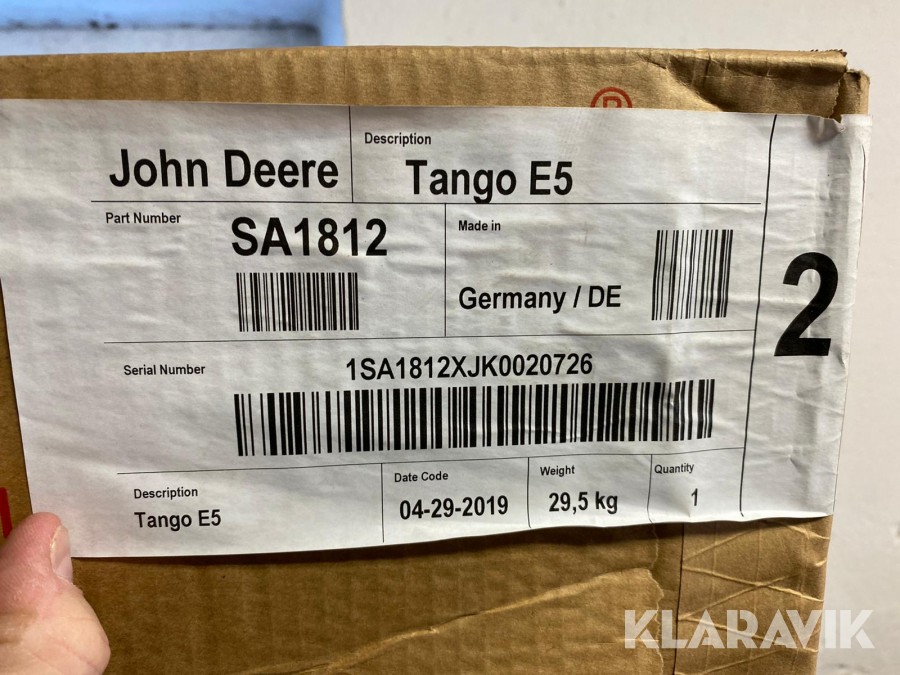 ®
John Deere
Description
Tango E5
Part Number
SA1812
Made in
Germany / DE
2
Serial Number
1SA1812XJK0020726
Description
Tango E5
Date Code
04-29-2019
Weight
29,5 kg
Quantity
1
KLARAVIK